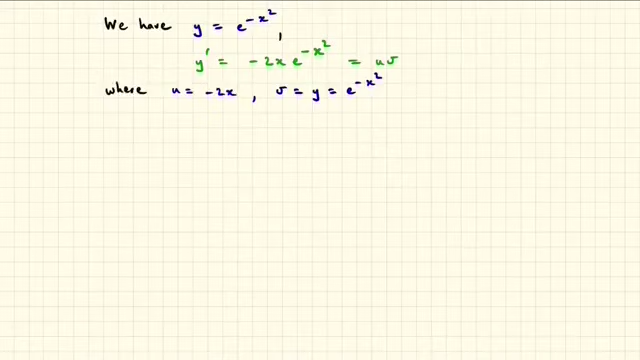 We have y = e^{-x^2},
y' = -2x e^{-x^2} = uv
where u = -2x, v = y = e^{-x^2}